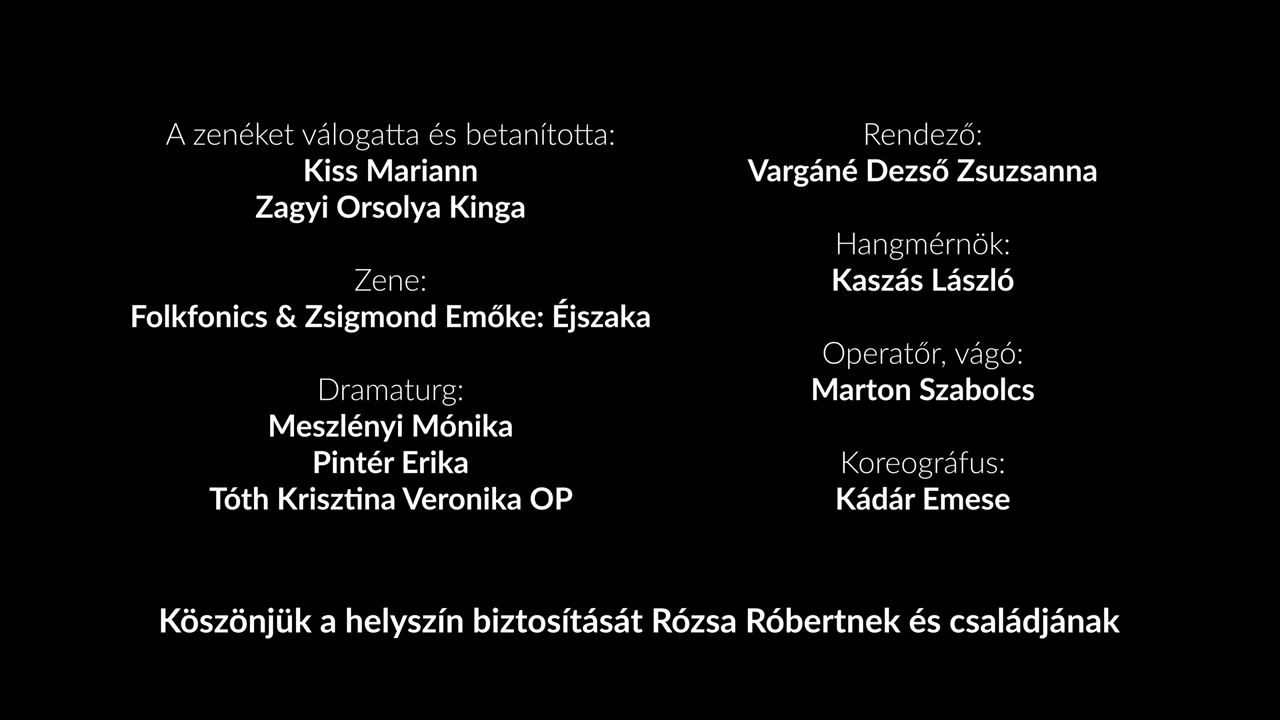 A zenéket válogatta és betanította:
Kiss Mariann
Zagyi Orsolya Kinga
Zene:
Folkfonics & Zsigmond Emőke: Éjszaka
Dramaturg:
Meszlényi Mónika
Pintér Erika
Tóth Krisztina Veronika OP
Rendező:
Vargáné Dezső Zsuzsanna
Hangmérnök:
Kaszás László
Operatőr, vágó:
Marton Szabolcs
Koreográfus:
Kádár Emese
Köszönjük a helyszín biztosítását Rózsa Róbertnek és családjának